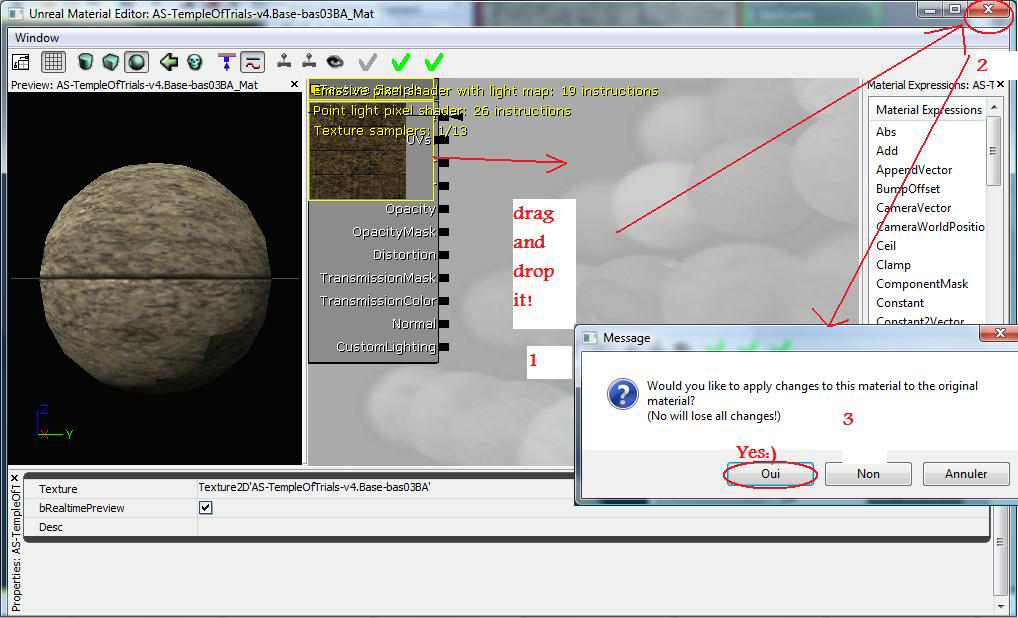 Unreal Material Editor: AS-TempleOfTrials-v4.Base-bas03BA_Mat
Window
Preview: AS-TempleOfTrials-v4.Base-bas03BA_Mat
Emissive pixel shader with light map: 19 instructions
Point light pixel shader: 26 instructions
Texture samplers: 1/13
UVs
Opacity
OpacityMask
Distortion
TransmissionMask
TransmissionColor
Normal
CustomLighting
drag
and
drop
it!
1
2
Material Expressions: AS-T
Material Expressions
Abs
Add
AppendVector
BumpOffset
CameraVector
CameraWorldPositio
Ceil
Clamp
ComponentMask
Constant
Constant2Vector
Message
Would you like to apply changes to this material to the original
material?
(No will lose all changes!)
3
Yes:)
Oui
Non
Annuler
Z
X
Y
Properties: AS-TempleOfT
Texture
Texture2D'AS-TempleOfTrials-v4.Base-bas03BA'
bRealtimePreview
Desc